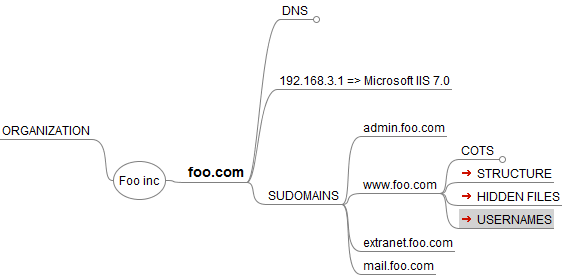 DNS
192.168.3.1 => Microsoft IIS 7.0
ORGANIZATION
Foo inc
foo.com
SUDOMAINS
admin.foo.com
www.foo.com
COTS
STRUCTURE
HIDDEN FILES
USERNAMES
extranet.foo.com
mail.foo.com